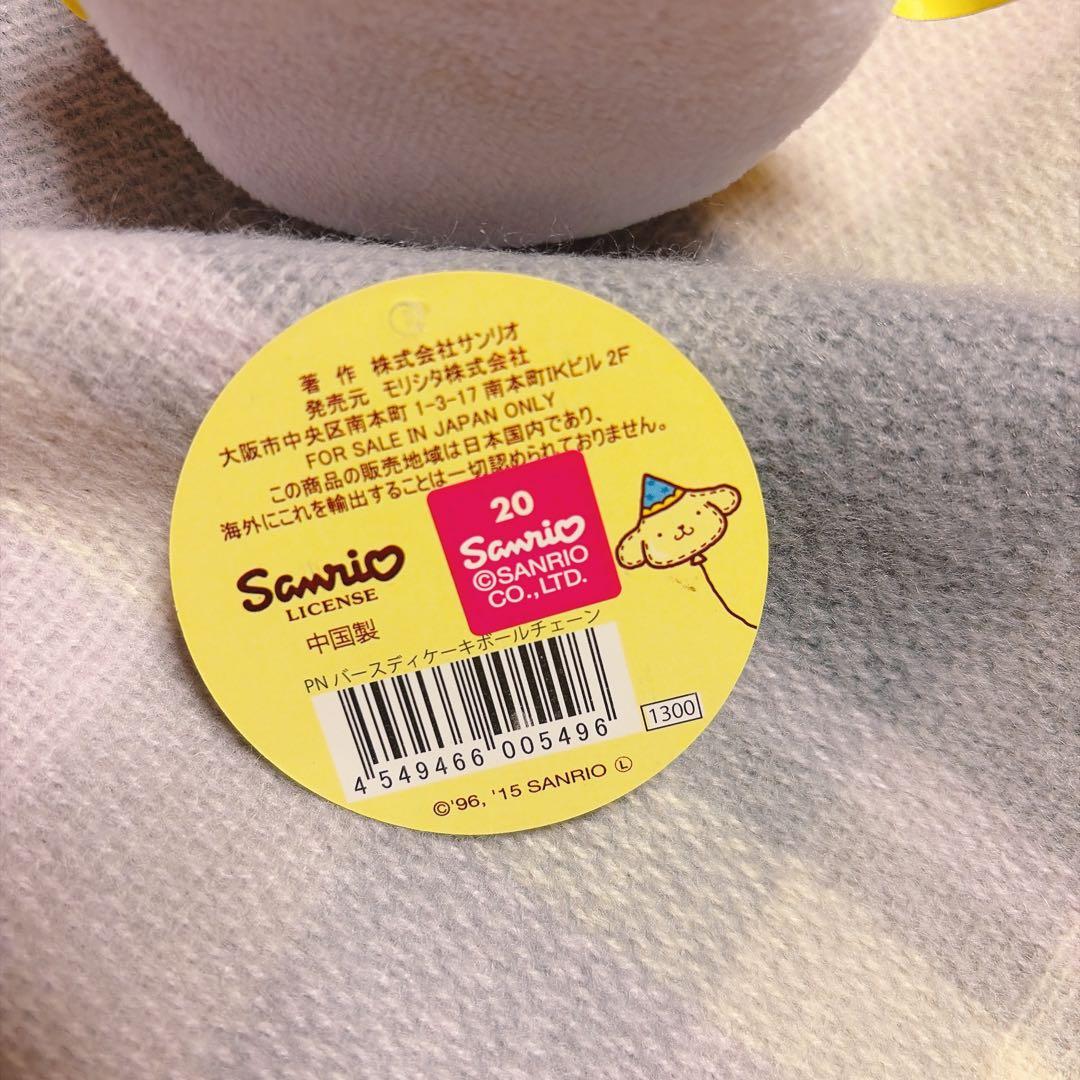 著 作 株式会社サンリオ
発売元 モリシタ株式会社
大阪市中央区南本町 1-3-17 南本町IKビル 2F
FOR SALE IN JAPAN ONLY
この商品の販売地域は日本国内であり、
海外にこれを輸出することは一切認められておりません。
Sanrio
LICENSE
中国製
20
Sanrio
©SANRIO
CO.,LTD.
PN バースディケーキボールチェーン
4 549466 005496
1300
©'96, '15 SANRIO Ⓛ